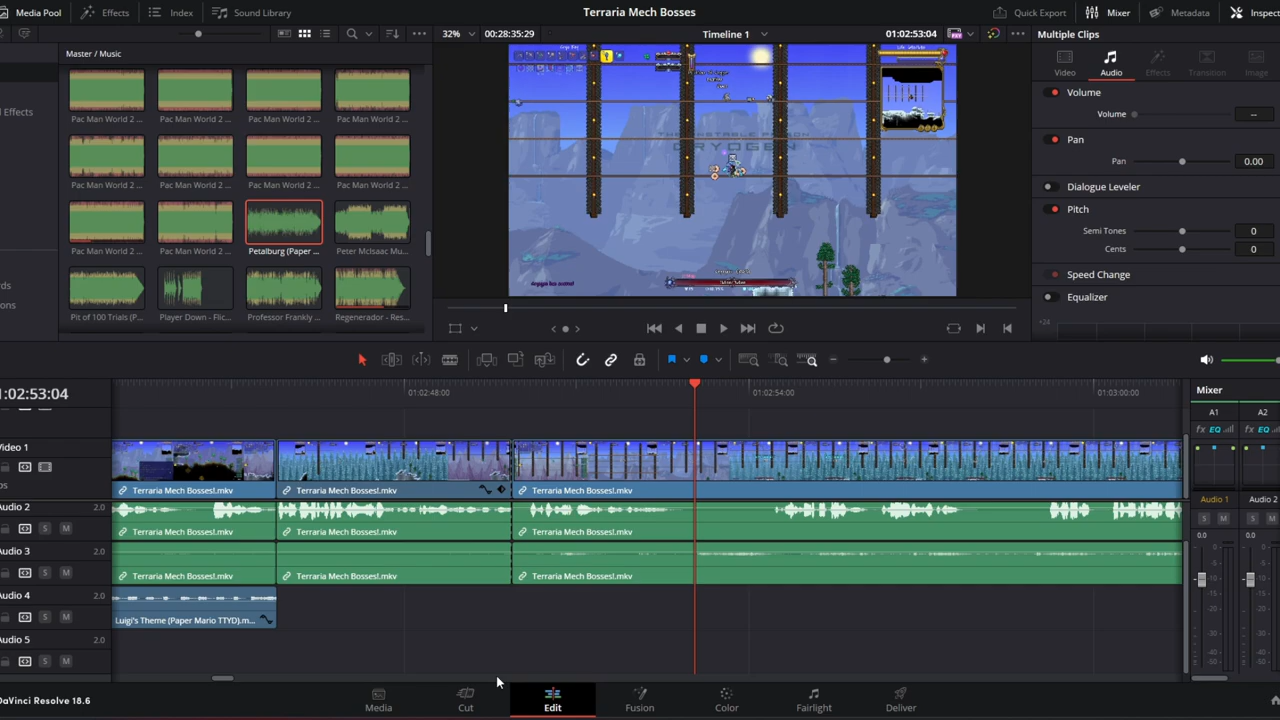 Media Pool
Effects
Index
Sound Library
Terraria Mech Bosses
Quick Export
Mixer
Metadata
Inspect
32%
00:28:35:29
Timeline 1
01:02:53:04
Multiple Clips
Master / Music
Pac Man World 2 ...
Pac Man World 2 ...
Pac Man World 2 ...
Pac Man World 2 ...
Video
Audio
Effects
Transition
Image
Effects
Volume
Volume
--
Pac Man World 2 ...
Pac Man World 2 ...
Pac Man World 2 ...
Pac Man World 2 ...
CRYOGEN
Pan
Pan
0.00
Dialogue Leveler
Pitch
Pac Man World 2 ...
Pac Man World 2 ...
Petalburg (Paper ...
Peter McIsaac Mu...
Semi Tones
0
Cents
0
Speed Change
Equalizer
+24
Pit of 100 Trials (P...
Player Down - Flic...
Professor Frankly ...
Regenerador - Res...
1:02:53:04
01:02:48:00
01:02:54:00
01:03:00:00
Mixer
A1
A2
fx EQ
fx EQ
Video 1
Terraria Mech Bosses!.mkv
Terraria Mech Bosses!.mkv
Terraria Mech Bosses!.mkv
Audio 2
2.0
Audio 1
Audio 2
S M
Terraria Mech Bosses!.mkv
Terraria Mech Bosses!.mkv
Terraria Mech Bosses!.mkv
S M
S M
0.0
0.0
Audio 3
2.0
S M
Terraria Mech Bosses!.mkv
Terraria Mech Bosses!.mkv
Terraria Mech Bosses!.mkv
Audio 4
2.0
S M
Luigi's Theme (Paper Mario TTYD).m...
Audio 5
2.0
S M
DaVinci Resolve 18.6
Media
Cut
Edit
Fusion
Color
Fairlight
Deliver